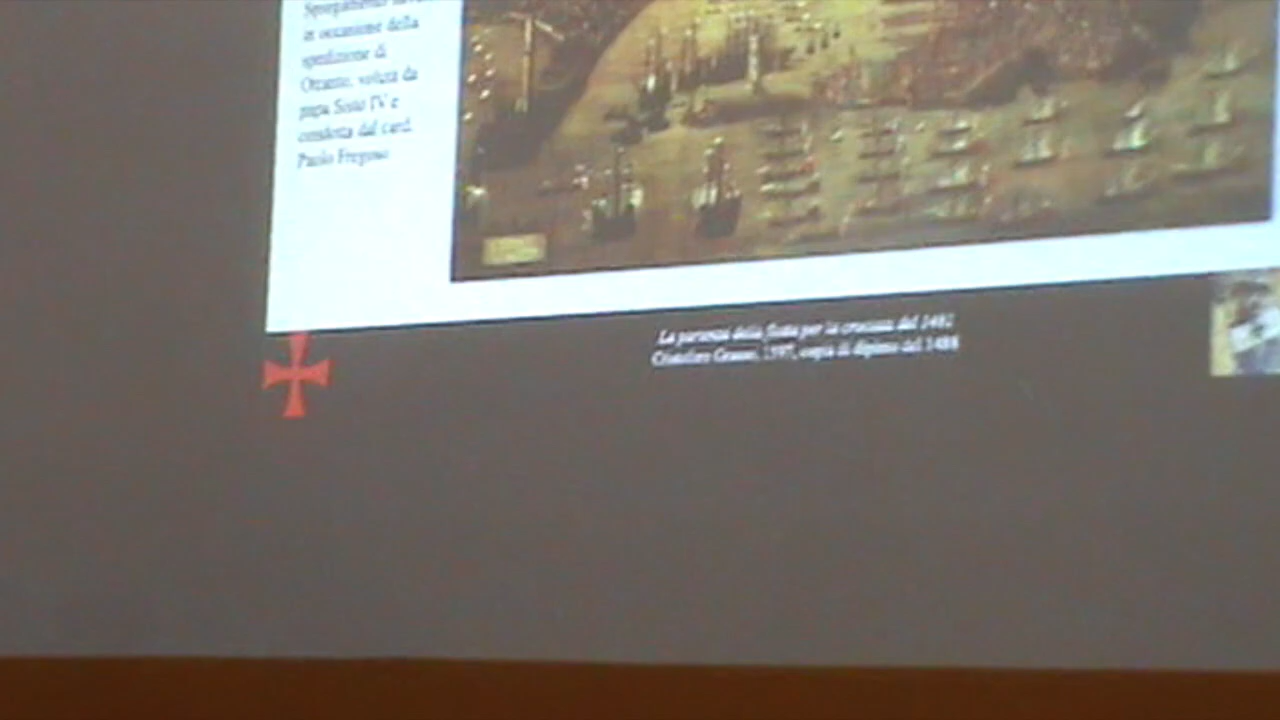 in occasione della
spedizione di
Otranto, voluta da
papa Sisto IV e
condotta dal card.
Paolo Fregoso
La partenza della flotta per la crociata del 1481
Cristoforo Grassi, 1597, copia di dipinto del 1488